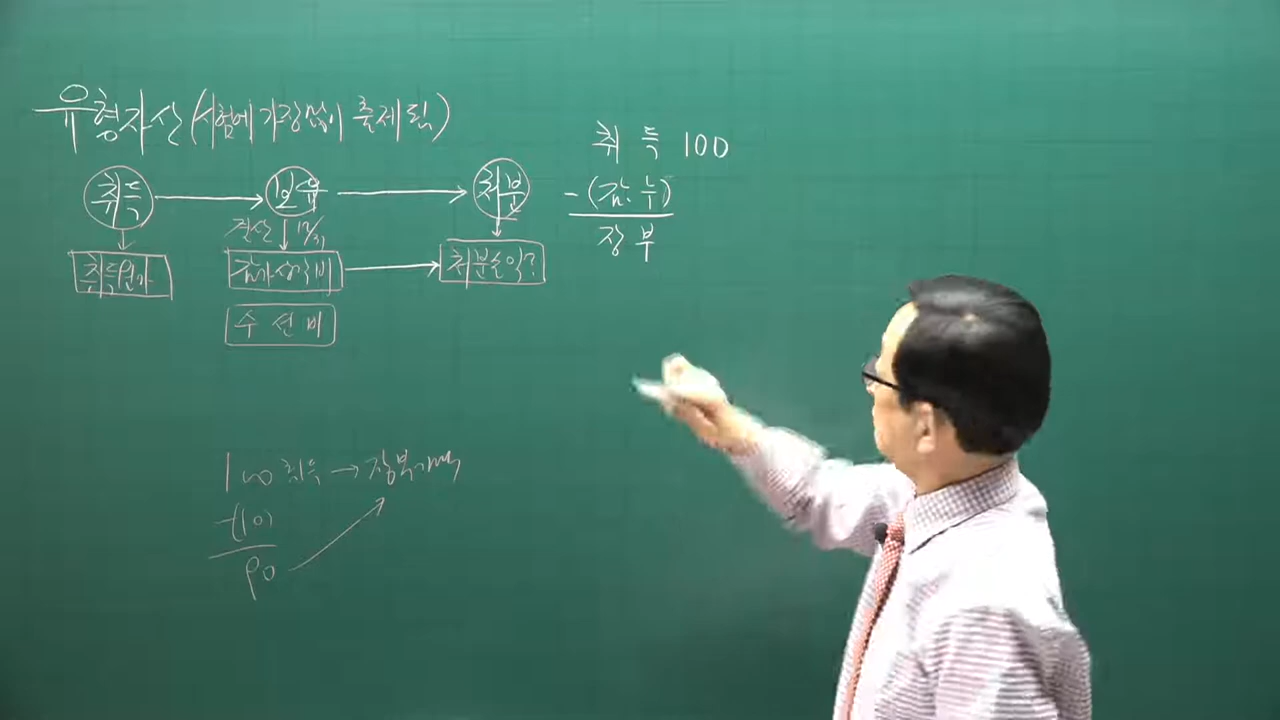 유형자산(시험에 가장많이 출제됨)
취득 → 보유 → 처분
결산 ↓ 12/31
취득원가
감가상각비 → 처분손익?
수선비
100 취득 → 장부가액
-(10)
90
취득 100
-(감.누)
장부